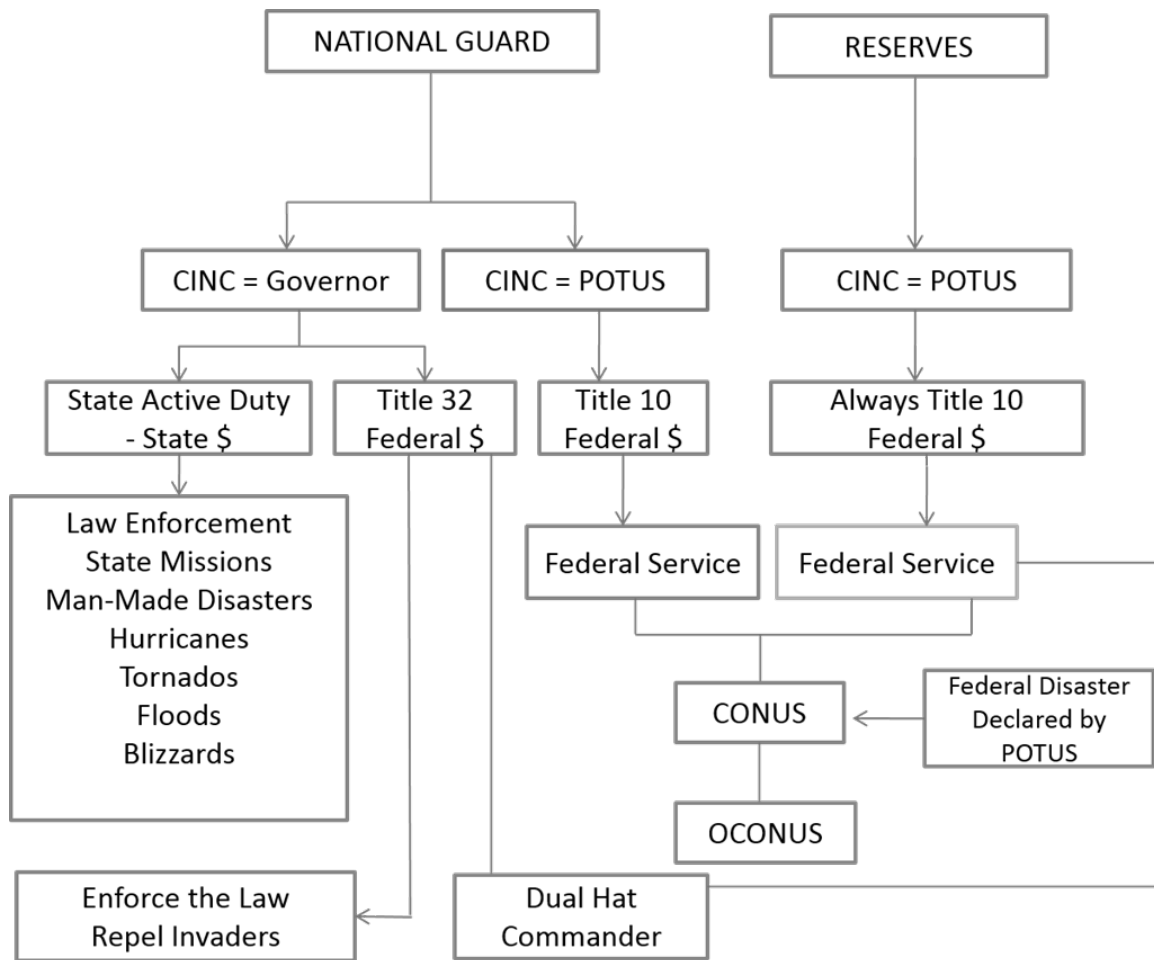 NATIONAL GUARD
RESERVES
CINC = Governor
CINC = POTUS
CINC = POTUS
State Active Duty
- State $
Title 32
Federal $
Title 10
Federal $
Always Title 10
Federal $
Law Enforcement
State Missions
Man-Made Disasters
Hurricanes
Tornados
Floods
Blizzards
Federal Service
Federal Service
CONUS
Federal Disaster
Declared by
POTUS
OCONUS
Enforce the Law
Repel Invaders
Dual Hat
Commander